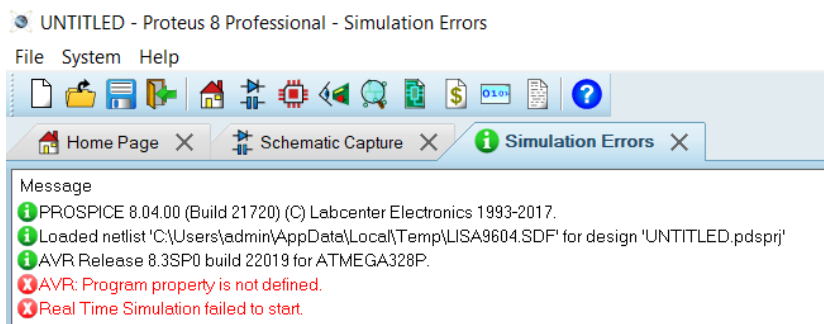 UNTITLED - Proteus 8 Professional - Simulation Errors
File System Help
Home Page Schematic Capture Simulation Errors
Message
PROSPICE 8.04.00 (Build 21720) (C) Labcenter Electronics 1993-2017.
Loaded netlist 'C:\Users\admin\AppData\Local\Temp\LISA9604.SDF' for design 'UNTITLED.pdsprj'
AVR Release 8.3SP0 build 22019 for ATMEGA328P.
AVR: Program property is not defined.
Real Time Simulation failed to start.